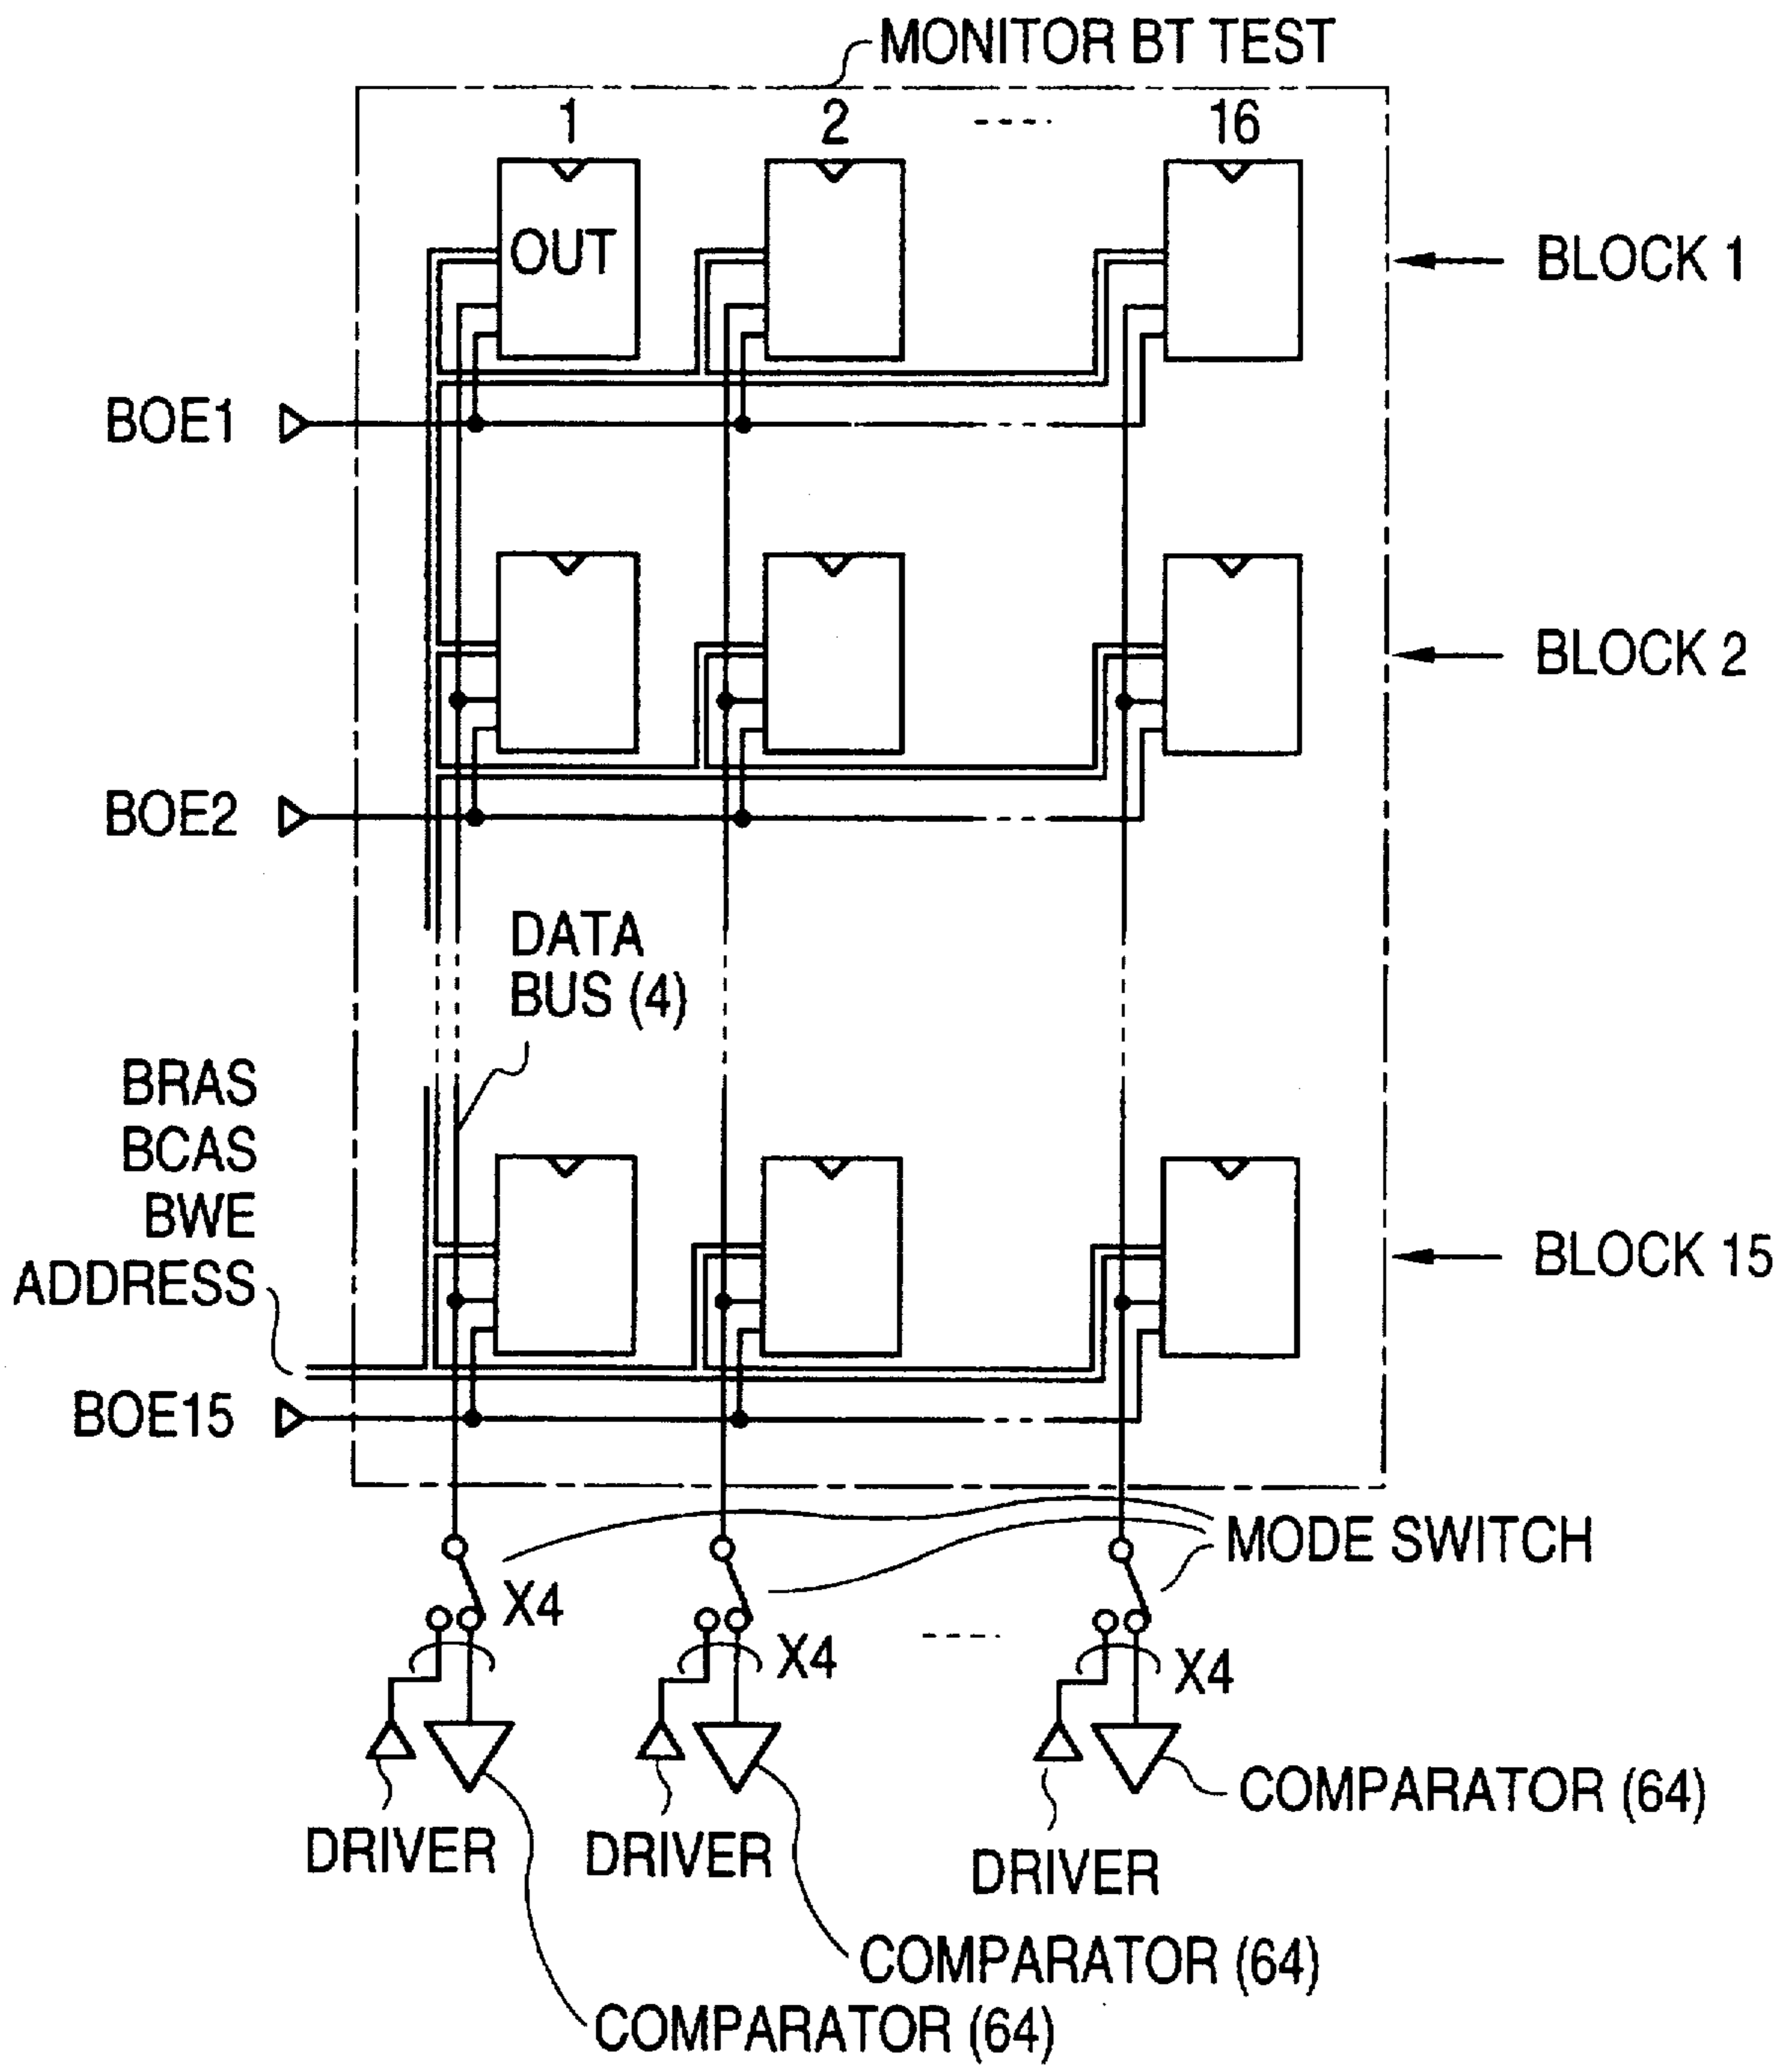 MONITOR BT TEST
1 2 16
OUT
BLOCK 1
BOE1
BLOCK 2
BOE2
DATA
BUS (4)
BRAS
BCAS
BWE
ADDRESS
BLOCK 15
BOE15
MODE SWITCH
X4
X4
X4
COMPARATOR (64)
DRIVER
DRIVER
DRIVER
COMPARATOR (64)
COMPARATOR (64)